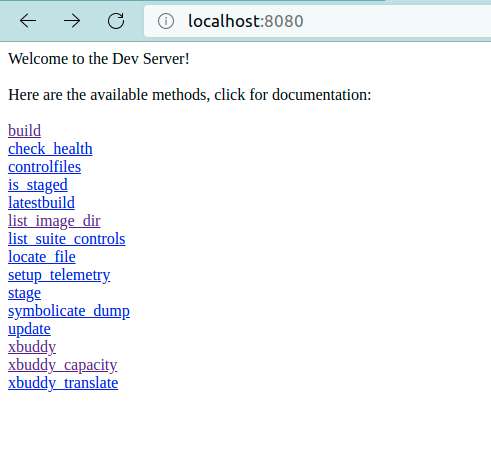 localhost:8080
Welcome to the Dev Server!
Here are the available methods, click for documentation:
build
check_health
controlfiles
is_staged
latestbuild
list_image_dir
list_suite_controls
locate_file
setup_telemetry
stage
symbolicate_dump
update
xbuddy
xbuddy_capacity
xbuddy_translate